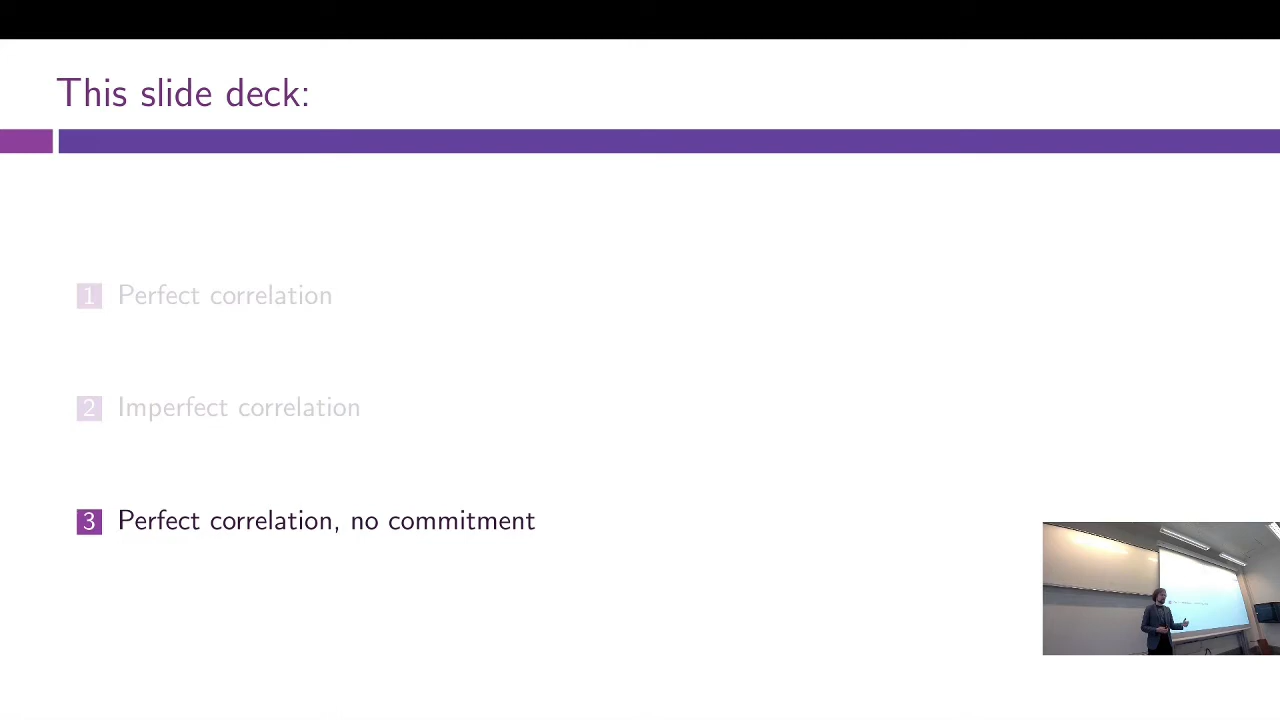 This slide deck:
1 Perfect correlation
2 Imperfect correlation
3 Perfect correlation, no commitment